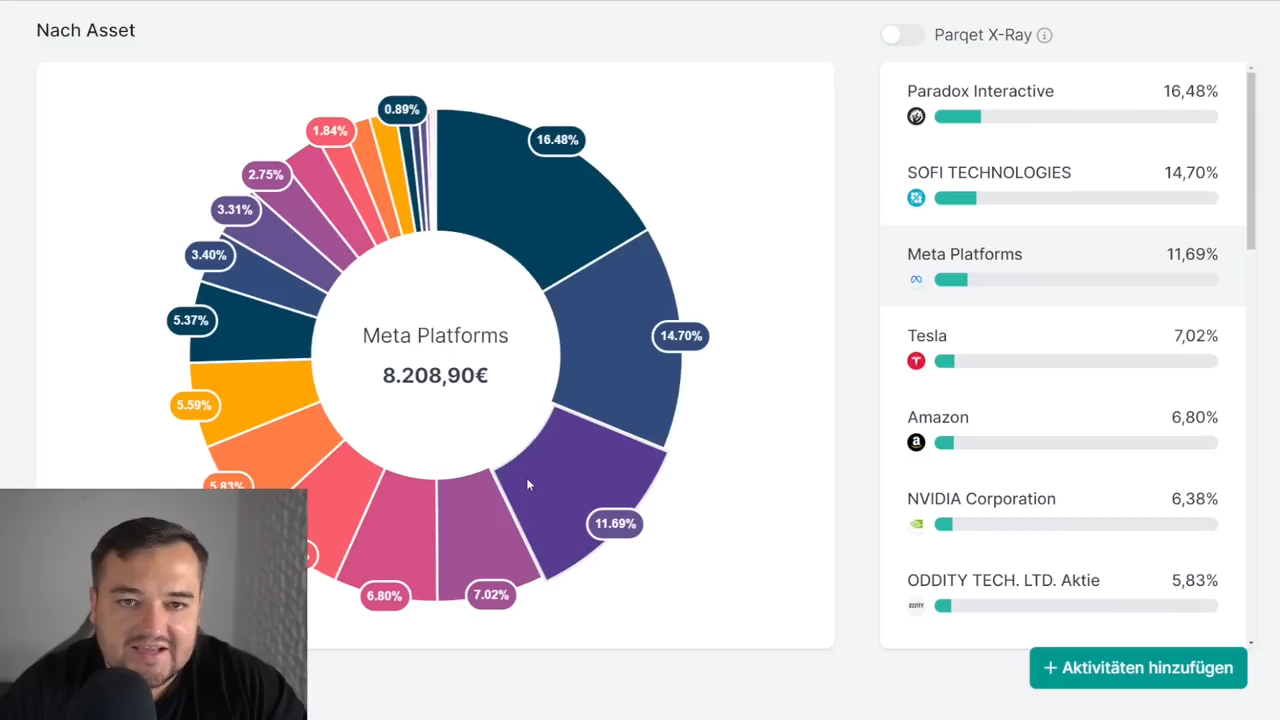 Nach Asset
Parqet X-Ray
0.89%
16.48%
1.84%
2.75%
3.31%
3.40%
5.37%
5.59%
5.83%
14.70%
11.69%
7.02%
6.80%
Meta Platforms
8.208,90€
Paradox Interactive 16,48%
SOFI TECHNOLOGIES 14,70%
Meta Platforms 11,69%
Tesla 7,02%
Amazon 6,80%
NVIDIA Corporation 6,38%
ODDITY TECH. LTD. Aktie 5,83%
ODDITY
+ Aktivitäten hinzufügen